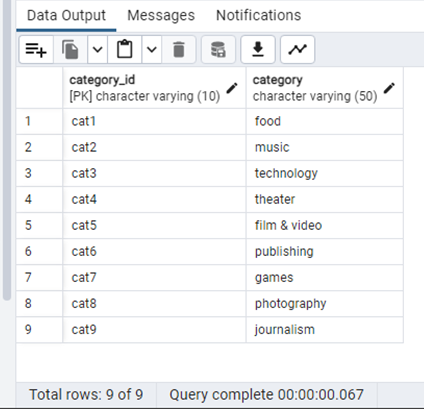 Data Output Messages Notifications
category_id category
[PK] character varying (10) character varying (50)
1 cat1 food
2 cat2 music
3 cat3 technology
4 cat4 theater
5 cat5 film & video
6 cat6 publishing
7 cat7 games
8 cat8 photography
9 cat9 journalism
Total rows: 9 of 9 Query complete 00:00:00.067